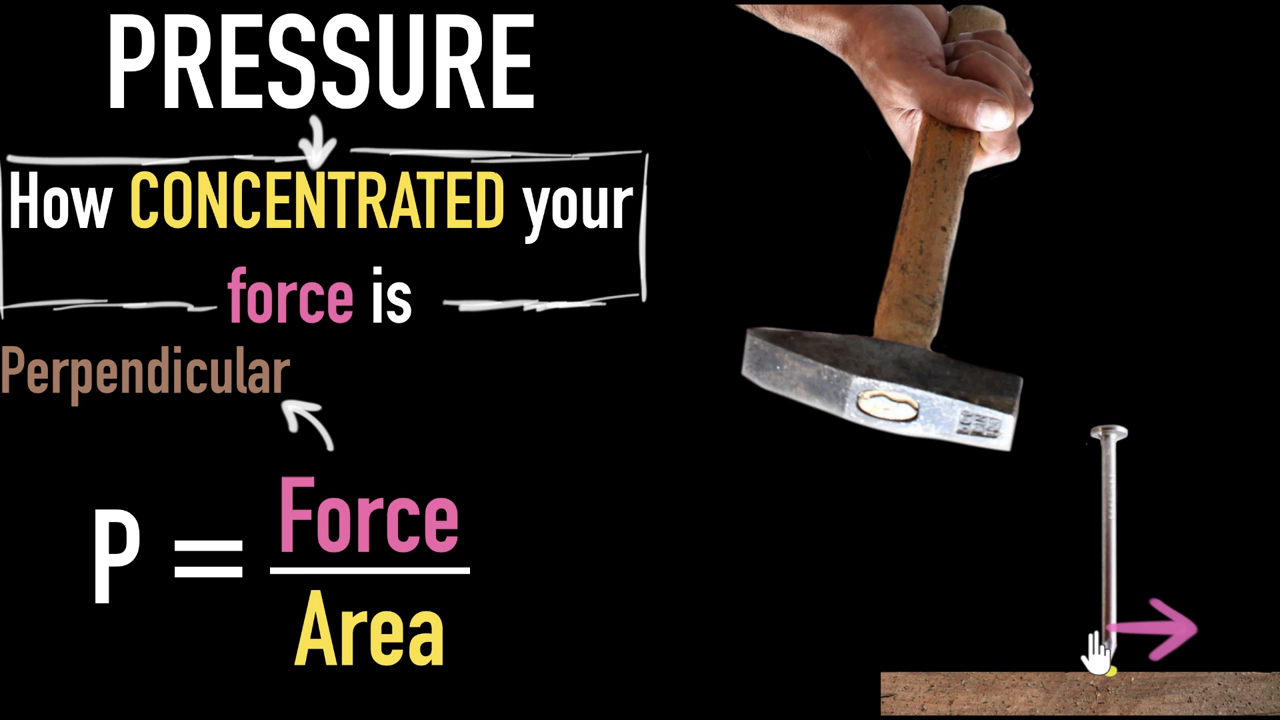 PRESSURE
How CONCENTRATED your
force is
Perpendicular
P = Force
Area